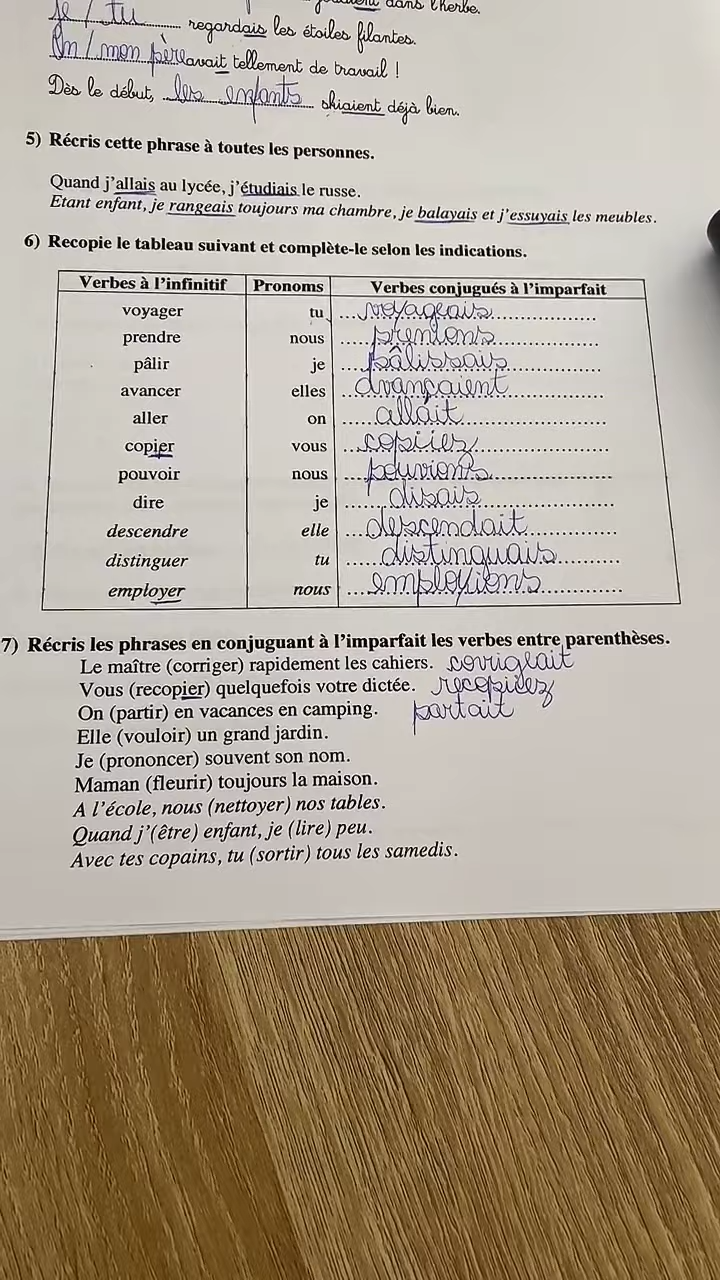 dans l'herbe.
Je / tu regardais les étoiles filantes.
On / mon père avait tellement de travail !
Dès le début, les enfants skiaient déjà bien.
5) Récris cette phrase à toutes les personnes.
Quand j'allais au lycée, j'étudiais le russe.
Etant enfant, je rangeais toujours ma chambre, je balayais et j'essuyais les meubles.
6) Recopie le tableau suivant et complète-le selon les indications.
Verbes à l'infinitif Pronoms Verbes conjugués à l'imparfait
voyager tu voyageais
prendre nous prenions
pâlir je pâlissais
avancer elles avançaient
aller on allait
copier vous copiiez
pouvoir nous pouvions
dire je disais
descendre elle descendait
distinguer tu distinguais
employer nous employions
7) Récris les phrases en conjuguant à l'imparfait les verbes entre parenthèses.
Le maître (corriger) rapidement les cahiers.
Vous (recopier) quelquefois votre dictée. recopiiez
On (partir) en vacances en camping. partait
Elle (vouloir) un grand jardin.
Je (prononcer) souvent son nom.
Maman (fleurir) toujours la maison.
A l'école, nous (nettoyer) nos tables.
Quand j'(être) enfant, je (lire) peu.
Avec tes copains, tu (sortir) tous les samedis.